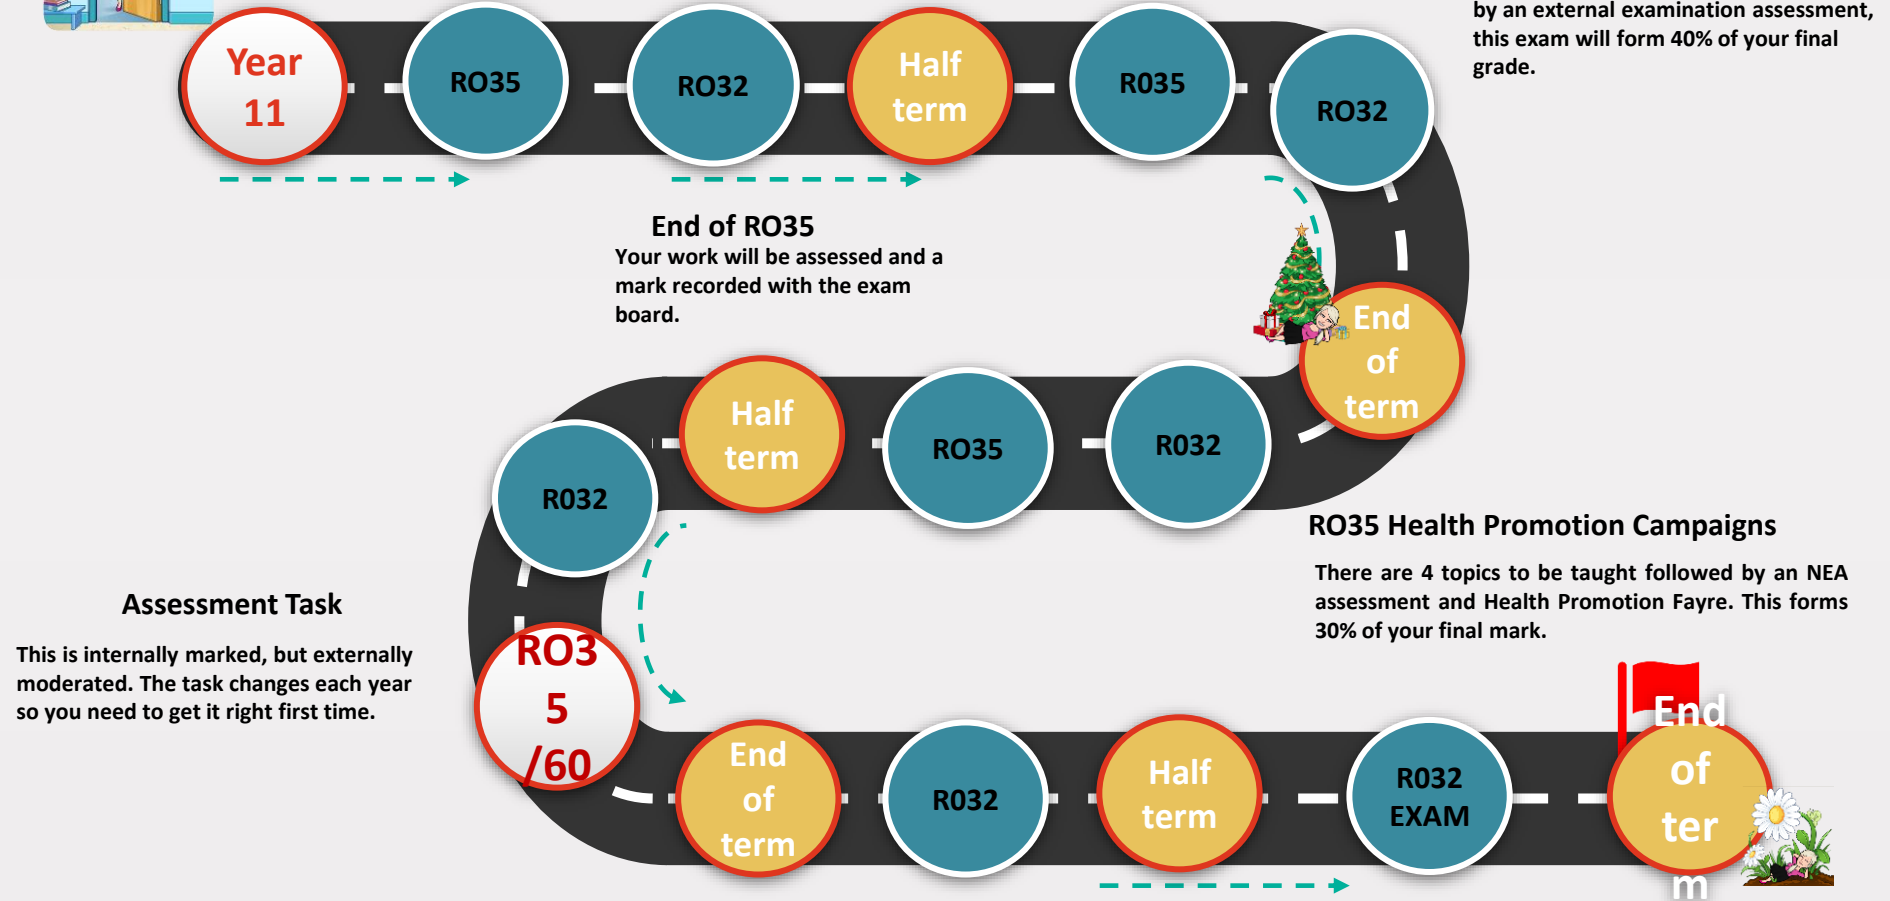 by an external examination assessment,
this exam will form 40% of your final
grade.
Year
11
RO35
RO32
Half
term
R035
RO32
End of RO35
Your work will be assessed and a
mark recorded with the exam
board.
End
of
term
R032
RO35
Half
term
R032
RO35 Health Promotion Campaigns
There are 4 topics to be taught followed by an NEA
assessment and Health Promotion Fayre. This forms
30% of your final mark.
Assessment Task
This is internally marked, but externally
moderated. The task changes each year
so you need to get it right first time.
RO3
5
/60
End
of
term
R032
Half
term
R032
EXAM
End
of
ter
m